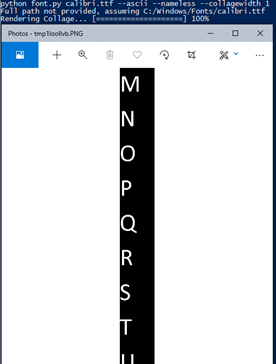 python font.py calibri.ttf --ascii --nameless --collagewidth 1
Full path not provided, assuming C:/Windows/Fonts/calibri.ttf
Rendering Collage... [====================] 100%
Photos - tmp1loollvb.PNG
M
N
O
P
Q
R
S
T
U